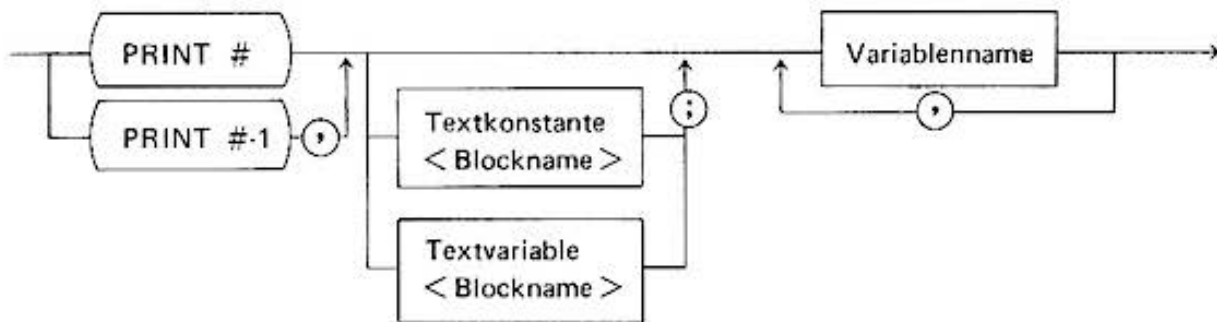 PRINT #
PRINT #-1 ,
Textkonstante
<Blockname>
Textvariable
<Blockname>
;
Variablenname
,